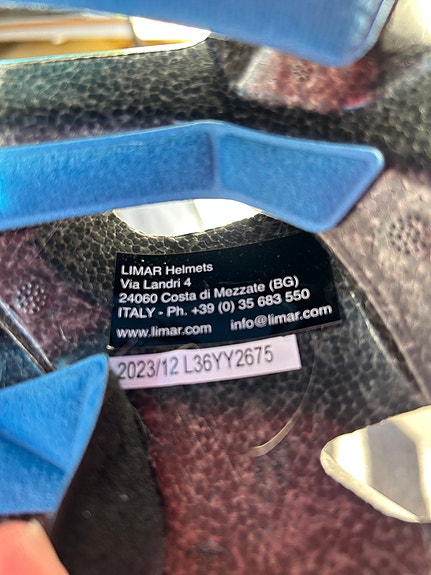 LIMAR Helmets
Via Landri 4
24060 Costa di Mezzate (BG)
ITALY - Ph. +39 (0) 35 683 550
www.limar.com info@limar.com
2023/12 L36YY2675